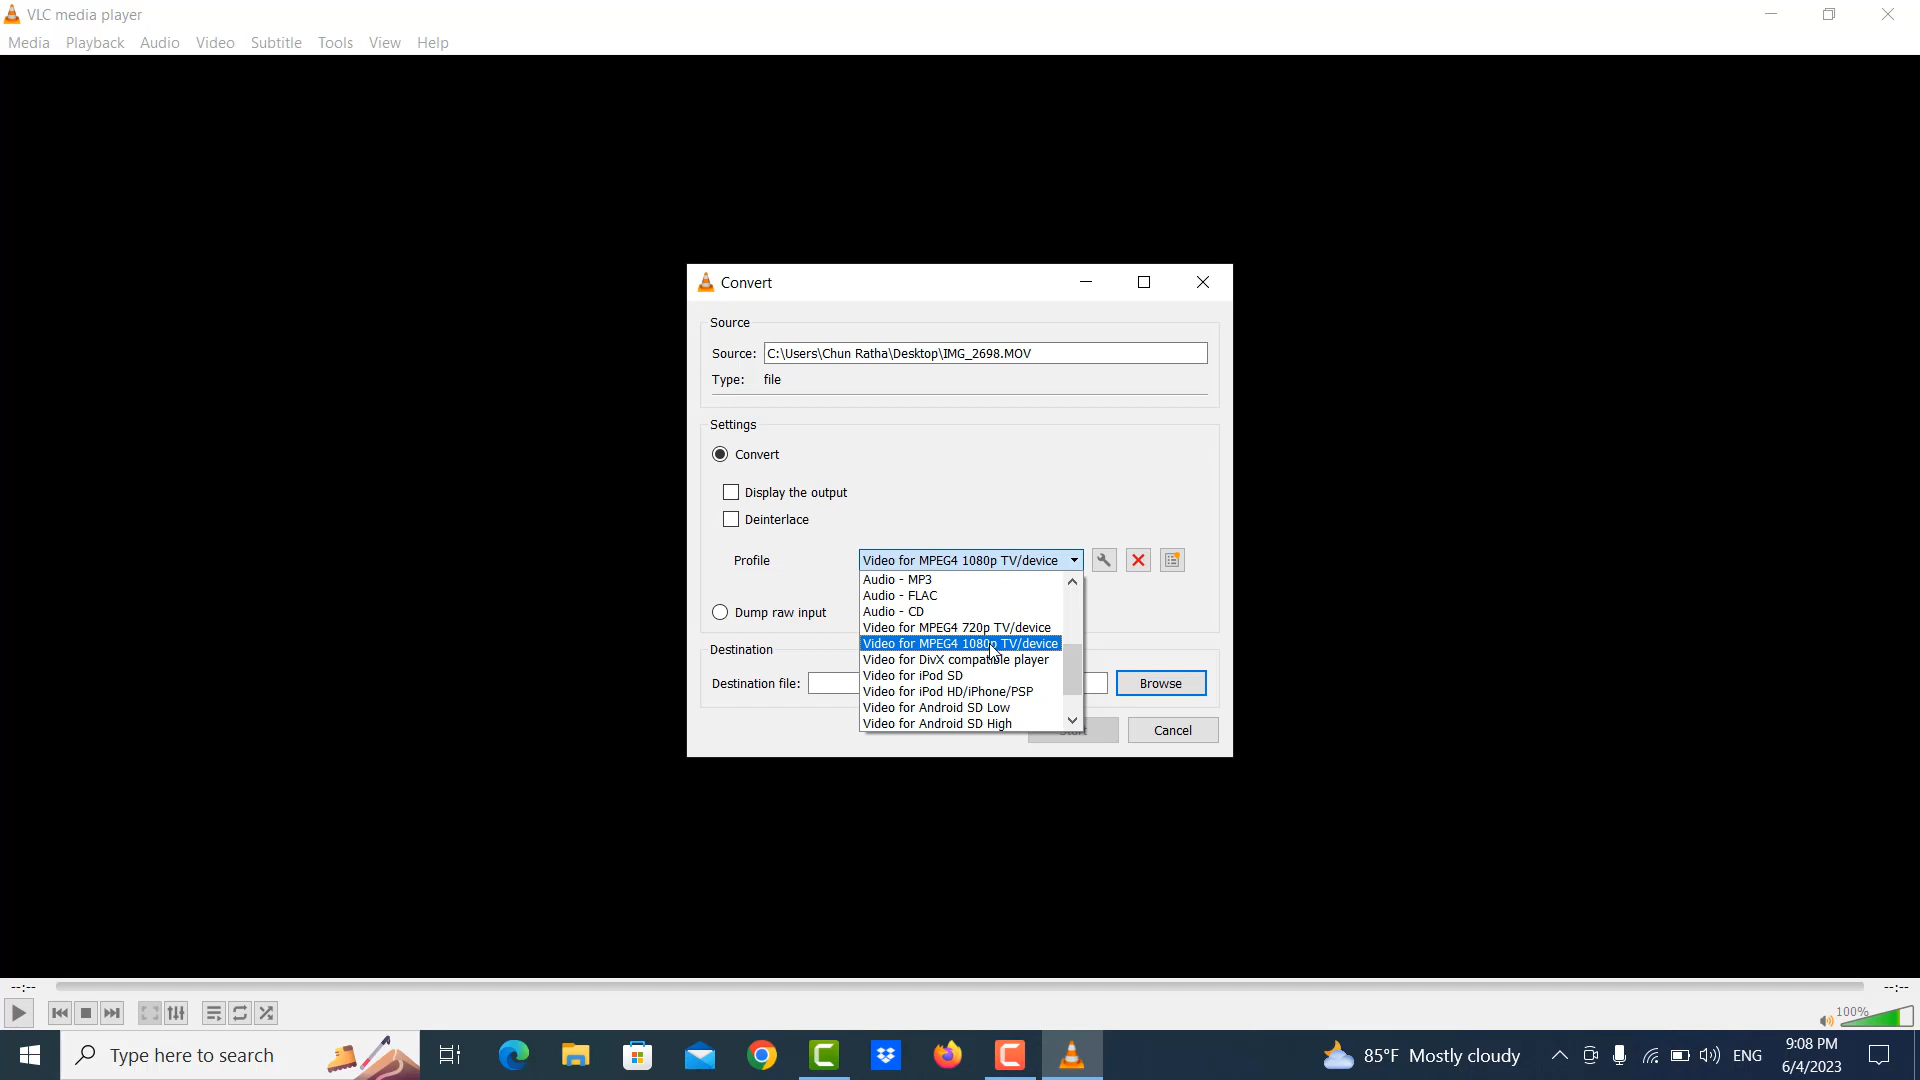 VLC media player
Media Playback Audio Video Subtitle Tools View Help
Convert
Source
Source: C:\Users\Chun Ratha\Desktop\IMG_2698.MOV
Type: file
Settings
Convert
Display the output
Deinterlace
Profile Video for MPEG4 1080p TV/device
Audio - MP3
Audio - FLAC
Audio - CD
Video for MPEG4 720p TV/device
Video for MPEG4 1080p TV/device
Video for DivX compatible player
Video for iPod SD
Video for iPod HD/iPhone/PSP
Video for Android SD Low
Video for Android SD High
Dump raw input
Destination
Destination file: Browse
Start Cancel
--:-- --:--
100%
Type here to search
85°F Mostly cloudy
ENG
9:08 PM
6/4/2023